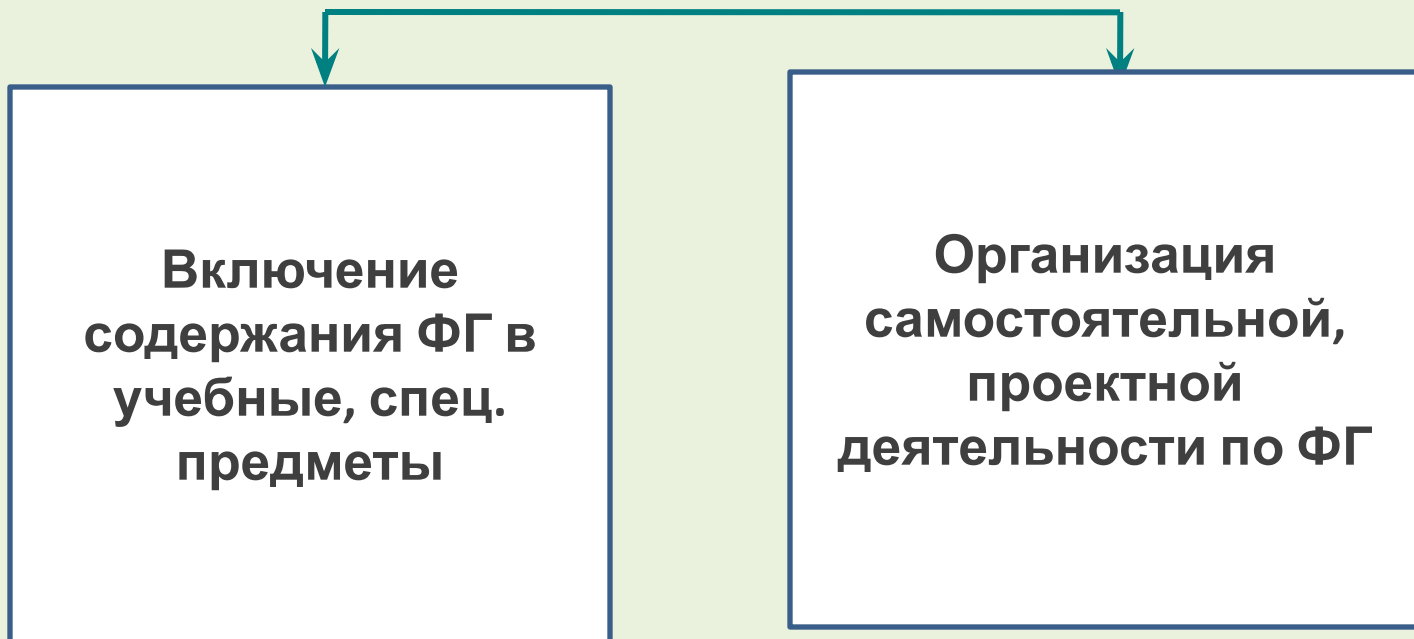 Включение
содержания ФГ в
учебные, спец.
предметы
Организация
самостоятельной,
проектной
деятельности по ФГ